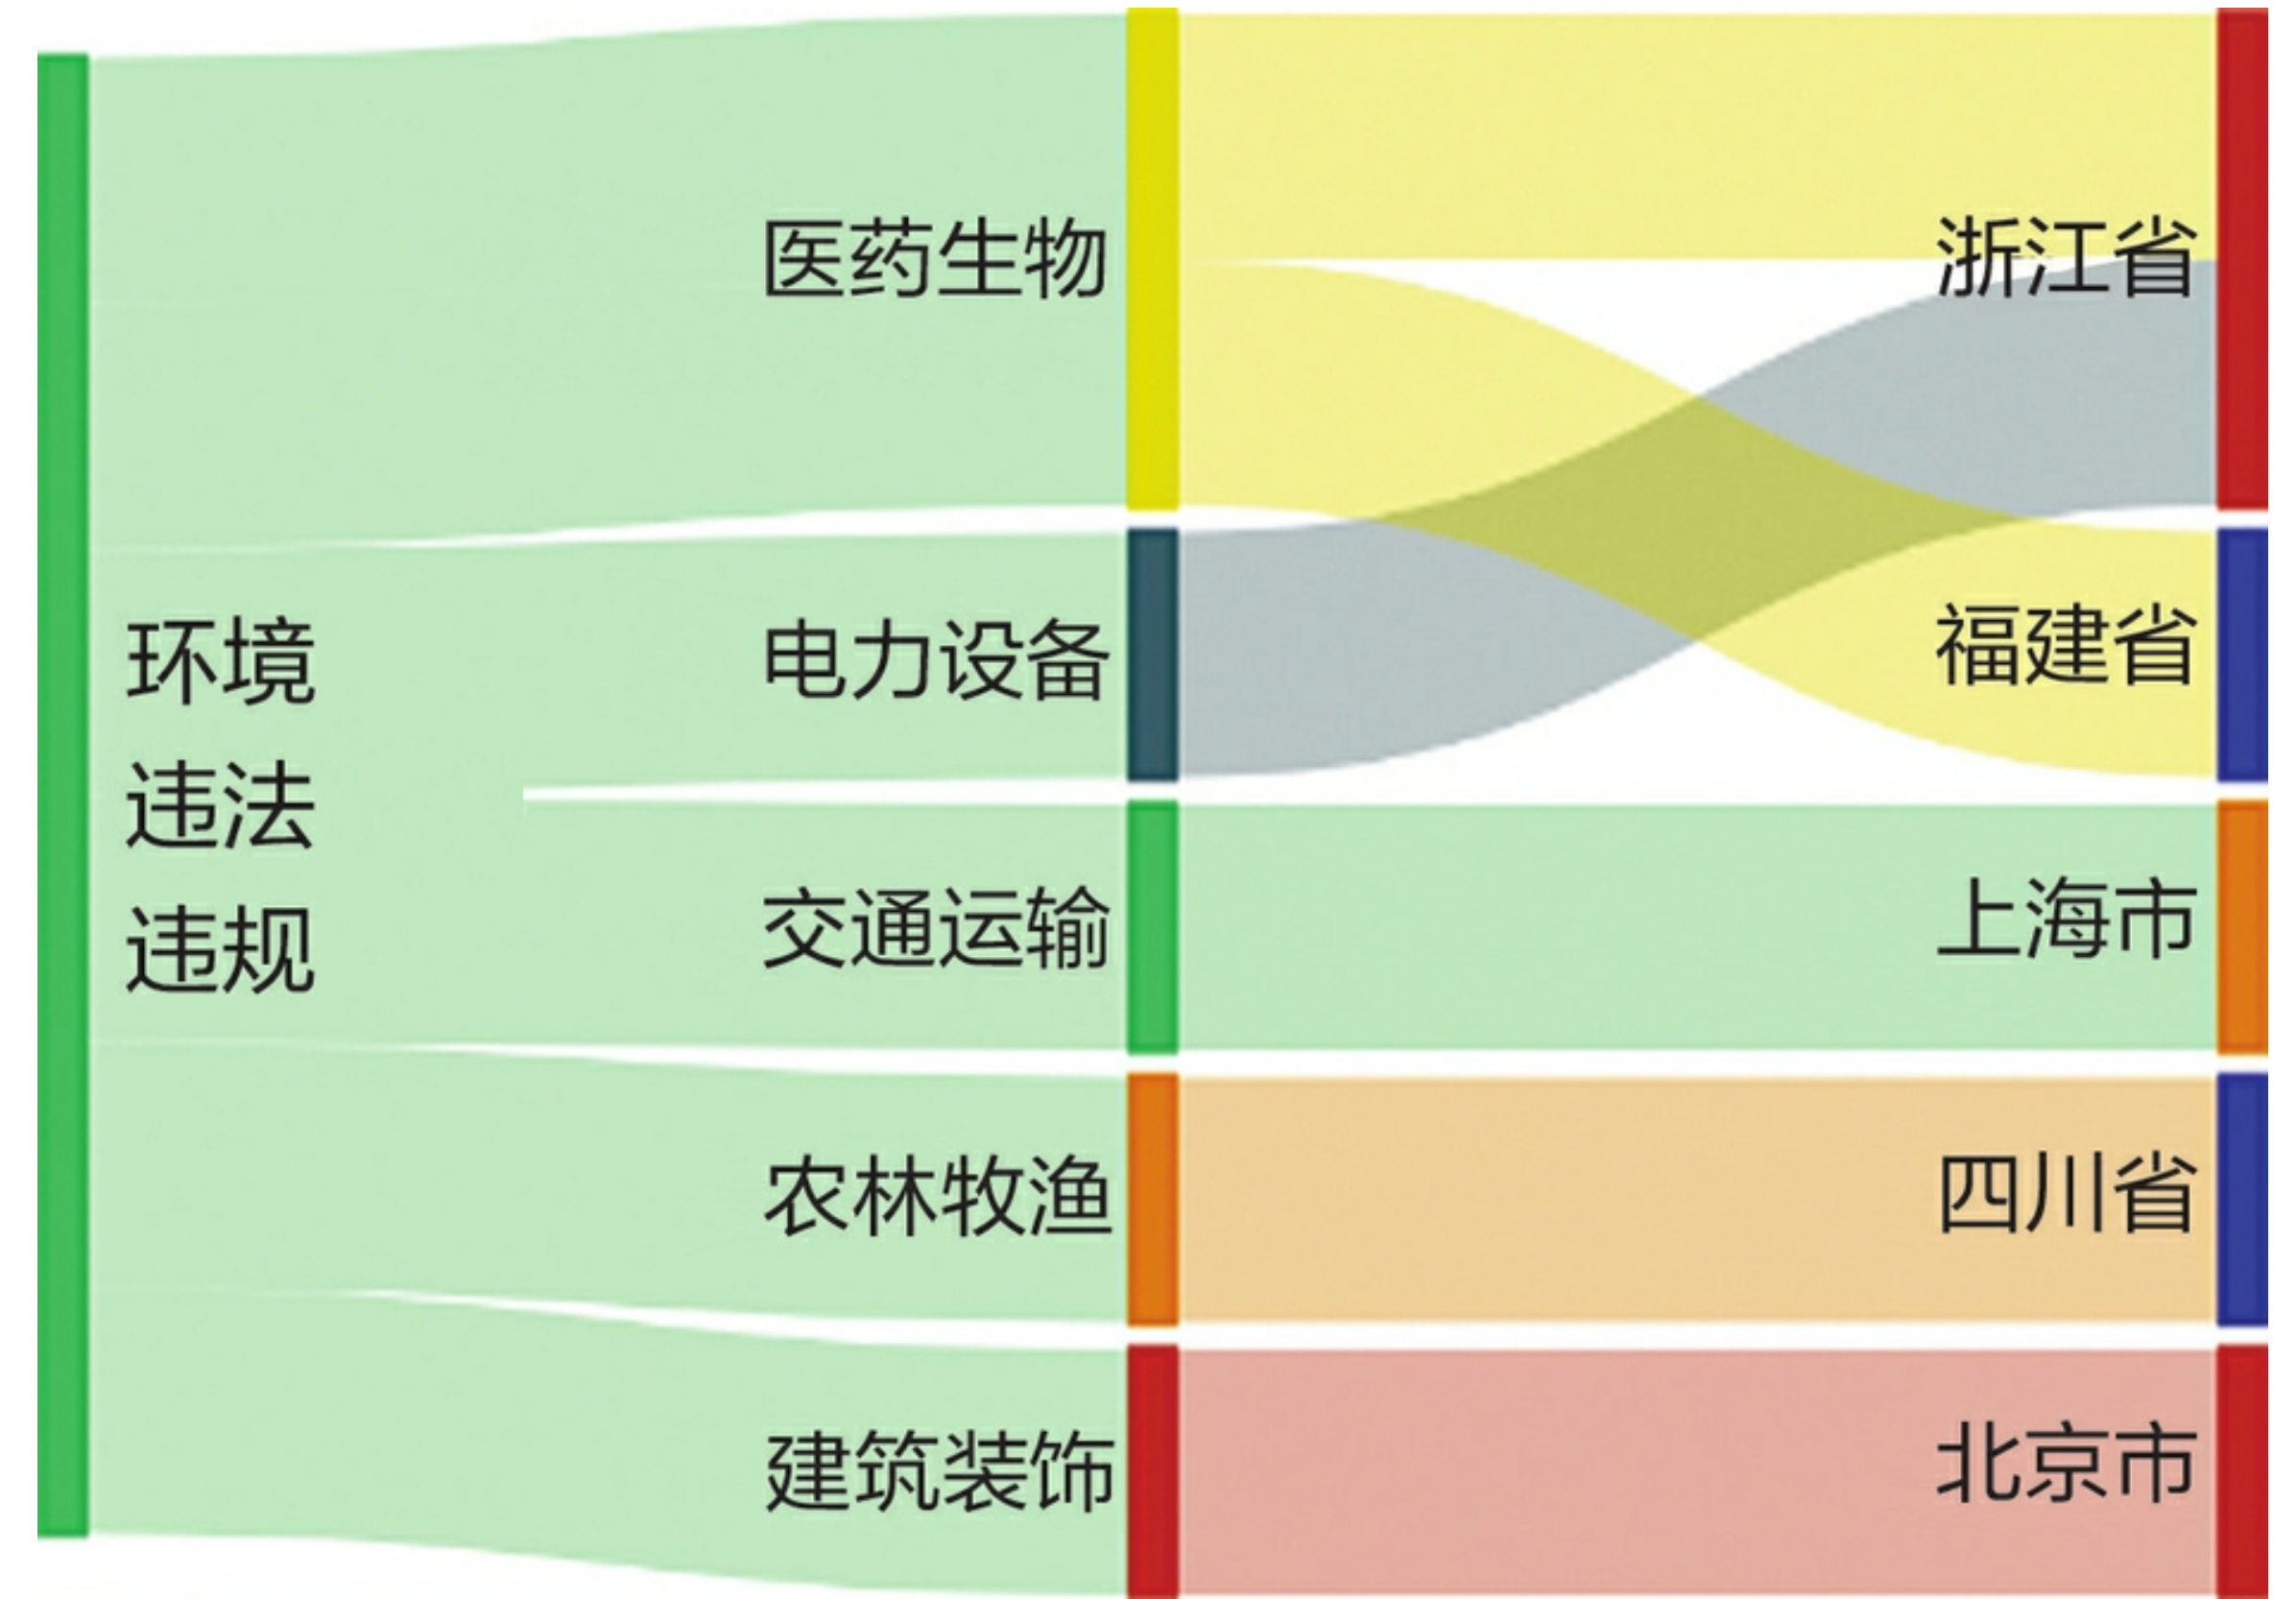 环境
违法
违规
医药生物
电力设备
交通运输
农林牧渔
建筑装饰
浙江省
福建省
上海市
四川省
北京市